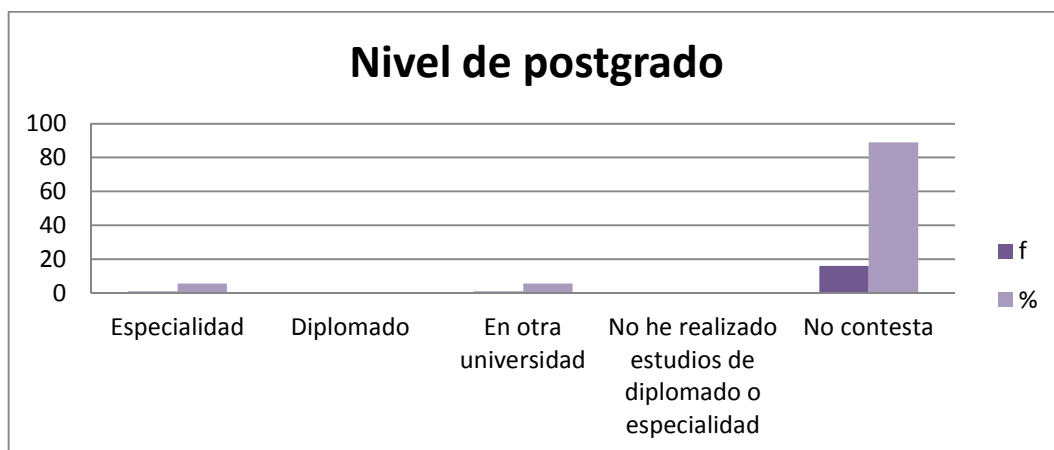 Nivel de postgrado
100
80
60
40
20
0
Especialidad
Diplomado
En otra
universidad
No he realizado
estudios de
diplomado o
especialidad
No contesta
f
%